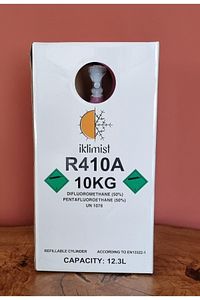 iklimist
R410A
10KG
DIFLUOROMETHANE (50%)
PENTAFLUOROETHANE (50%)
UN 1078
REFILLABLE CYLINDER
ACCORDING TO EN13322-1
CAPACITY: 12.3L